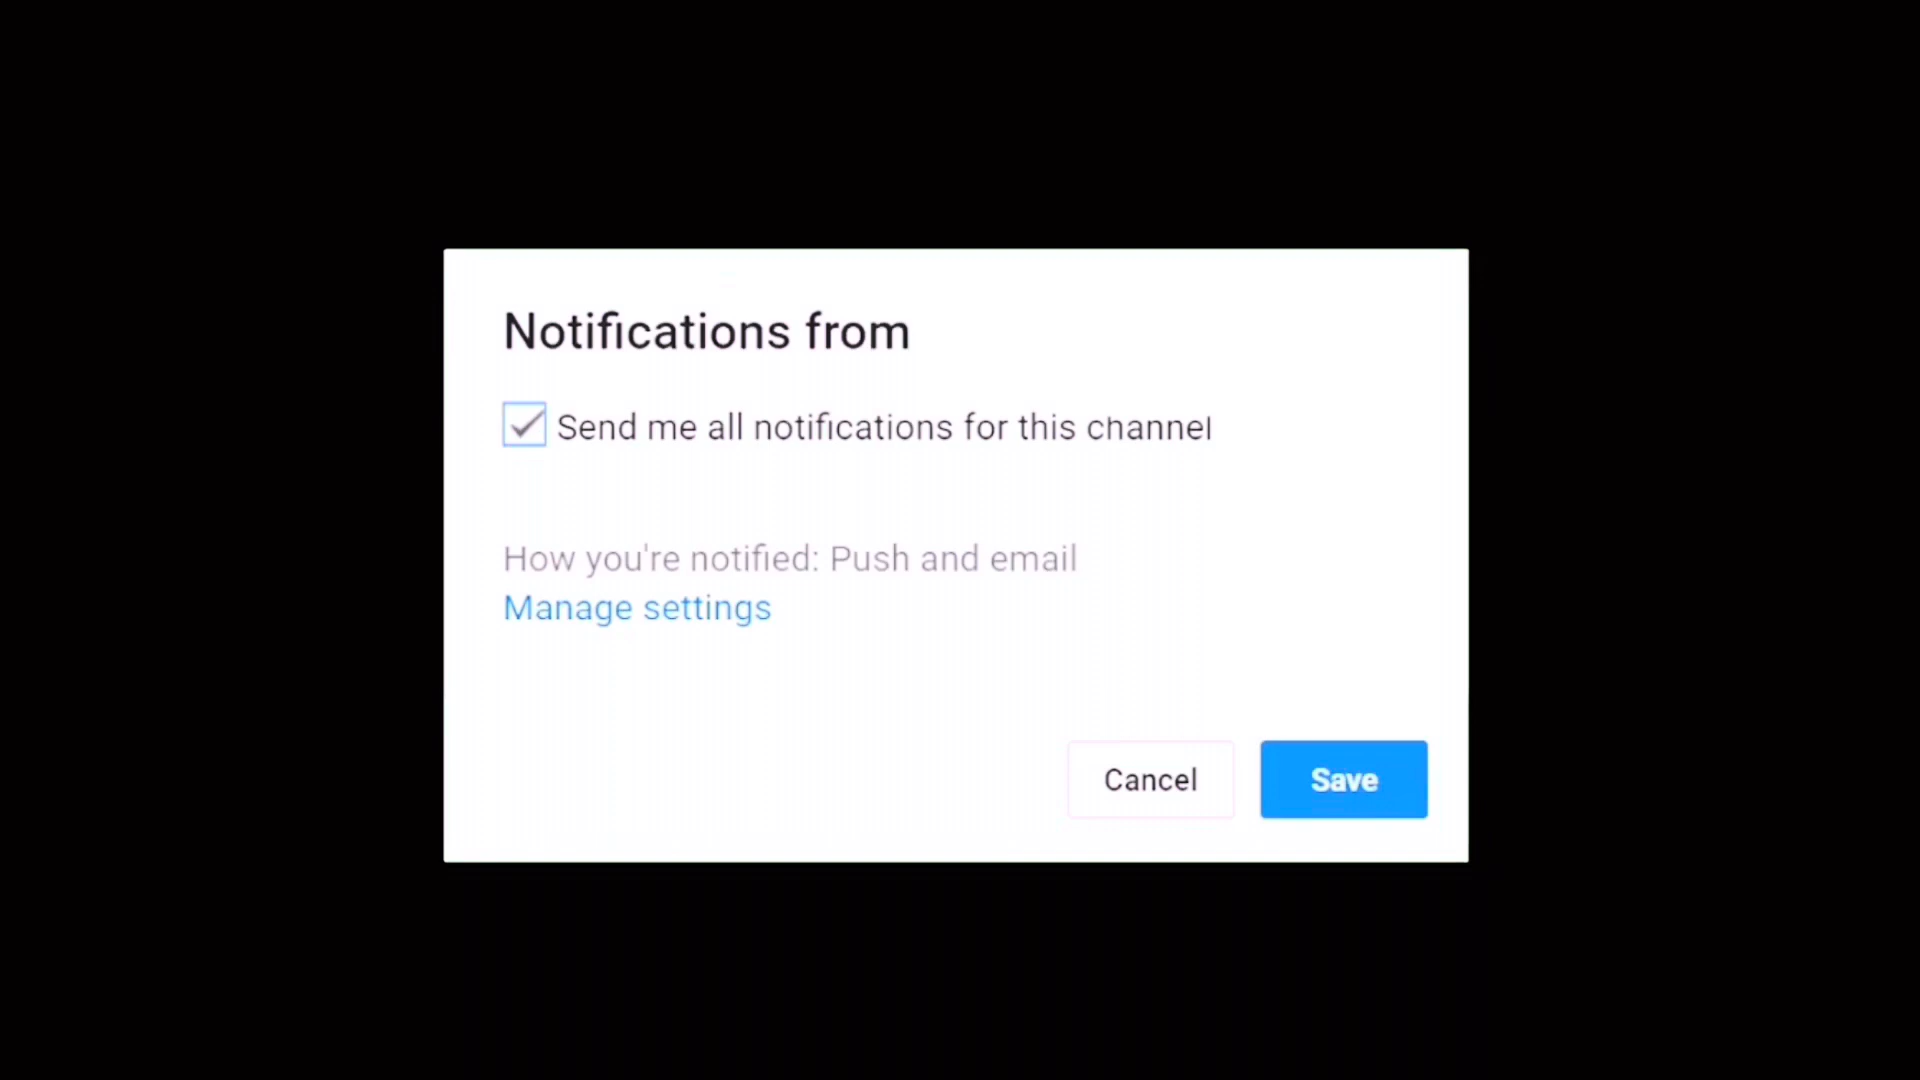 Notifications from
Send me all notifications for this channel
How you're notified: Push and email
Manage settings
Cancel
Save